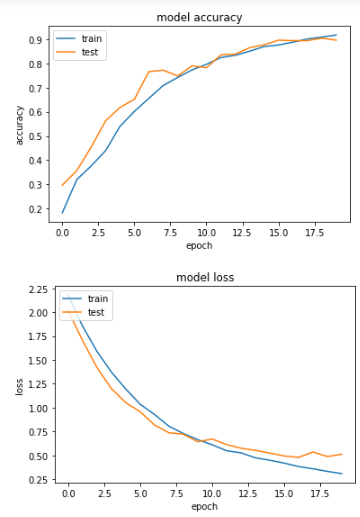 model accuracy
train
test
0.9
0.8
0.7
0.6
0.5
0.4
0.3
0.2
accuracy
0.0 2.5 5.0 7.5 10.0 12.5 15.0 17.5
epoch
model loss
train
test
2.25
2.00
1.75
1.50
1.25
1.00
0.75
0.50
0.25
loss
0.0 2.5 5.0 7.5 10.0 12.5 15.0 17.5
epoch